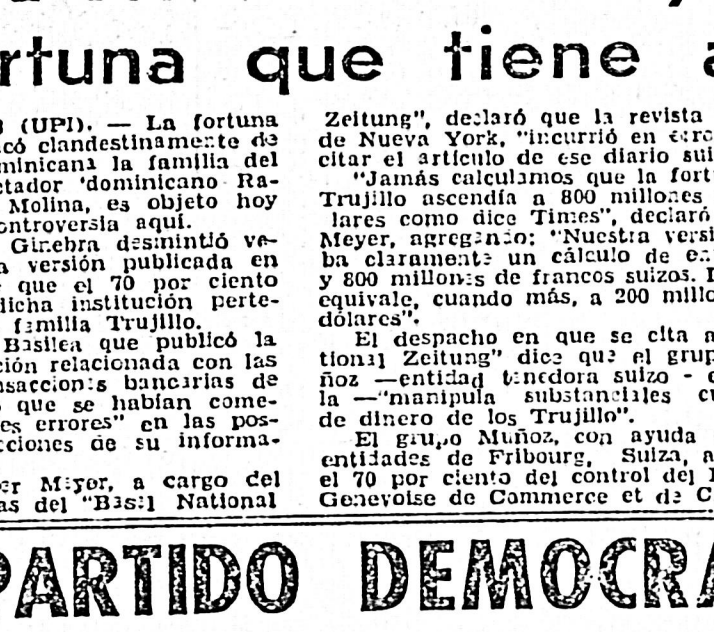 rtuna que tiene a
(UPI). — La fortuna
có clandestinamente de
minicana la familia del
tador 'dominicano Ra-
Molina, es objeto hoy
ontroversia aquí.
Ginebra desmintió ve-
a versión publicada en
que el 70 por ciento
dicha institución perte-
familia Trujillo.
Basilea que publicó la
ción relacionada con las
nsacciones bancarias de
que se habían come-
es errores" en las pos-
cciones de su informa-
er Meyer, a cargo del
as del "Basil National
Zeitung", declaró que la revista
de Nueva York, "incurrió en
citar el artículo de ese diario sui
"Jamás calculamos que la fort
Trujillo ascendía a 800 millones
lares como dice Times", declaró
Meyer, agregando: "Nuestra versi
ba claramente un cálculo de
y 800 millones de francos suizos.
equivale, cuando más, a 200 millo
dólares".
El despacho en que se cita a
tional Zeitung" dice que el grup
ñoz —entidad tenedora suizo -
la —"manipula substanciales cu
de dinero de los Trujillo".
El grupo Muñoz, con ayuda
entidades de Fribourg, Suiza, a
el 70 por ciento del control del
Genevoise de Commerce et de C
PARTIDO DEMOCRA